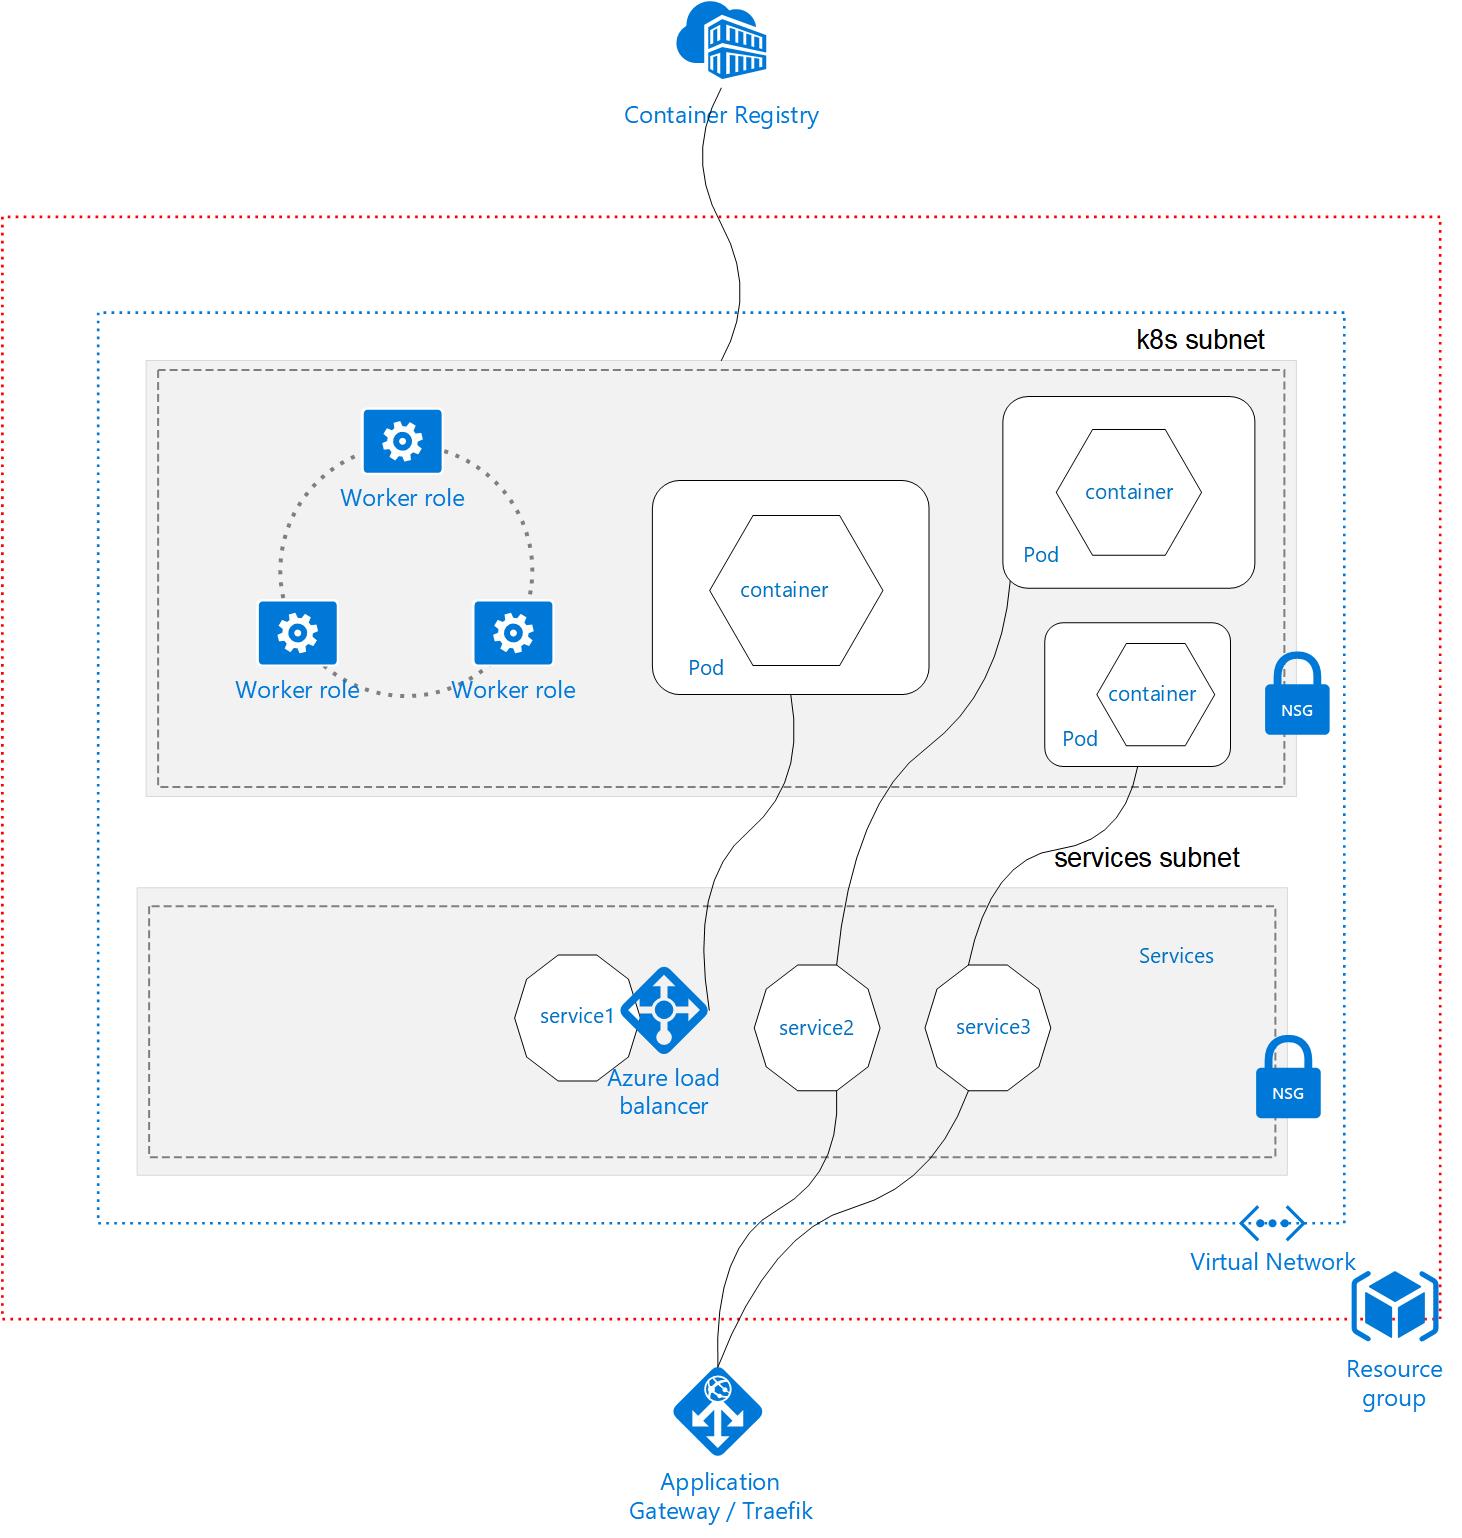 Container Registry
k8s subnet
Worker role
container
Pod
container
Pod
Worker role
Worker role
container
Pod
NSG
services subnet
Services
service1
service2
service3
Azure load
balancer
NSG
Virtual Network
Resource
group
Application
Gateway / Traefik